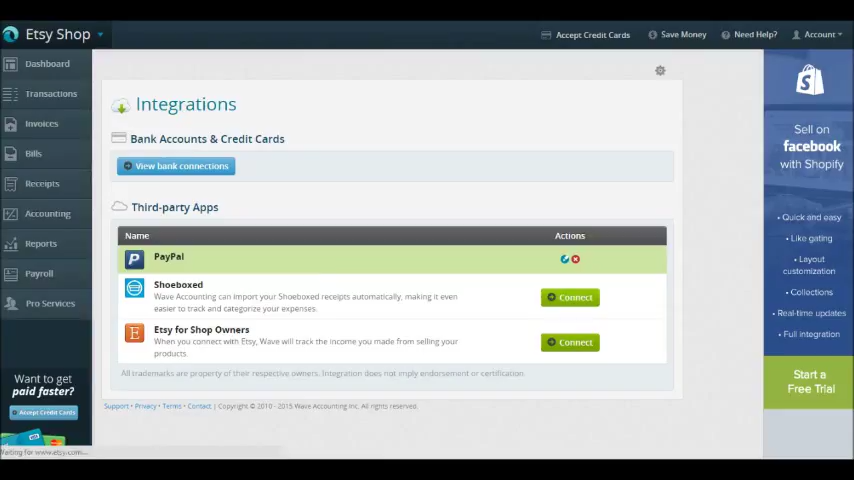 Etsy Shop
Accept Credit Cards
Save Money
Need Help?
Account
Dashboard
Transactions
Invoices
Bills
Receipts
Accounting
Reports
Payroll
Pro Services
Want to get
paid faster?
Accept Credit Cards
VISA
Waiting for www.etsy.com...
Integrations
Bank Accounts & Credit Cards
View bank connections
Third-party Apps
Name Actions
PayPal
Shoeboxed
Wave Accounting can import your Shoeboxed receipts automatically, making it even
easier to track and categorize your expenses.
Connect
Etsy for Shop Owners
When you connect with Etsy, Wave will track the income you made from selling your
products.
Connect
All trademarks are property of their respective owners. Integration does not imply endorsement or certification.
Support • Privacy • Terms • Contact | Copyright © 2010 - 2015 Wave Accounting Inc. All rights reserved.
Sell on
facebook
with Shopify
• Quick and easy
• Like gating
• Layout
customization
• Collections
• Real-time updates
• Full integration
Start a
Free Trial